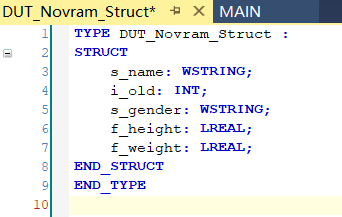 DUT_Novram_Struct* MAIN
1 TYPE DUT_Novram_Struct :
2 STRUCT
3 s_name: WSTRING;
4 i_old: INT;
5 s_gender: WSTRING;
6 f_height: LREAL;
7 f_weight: LREAL;
8 END_STRUCT
9 END_TYPE
10